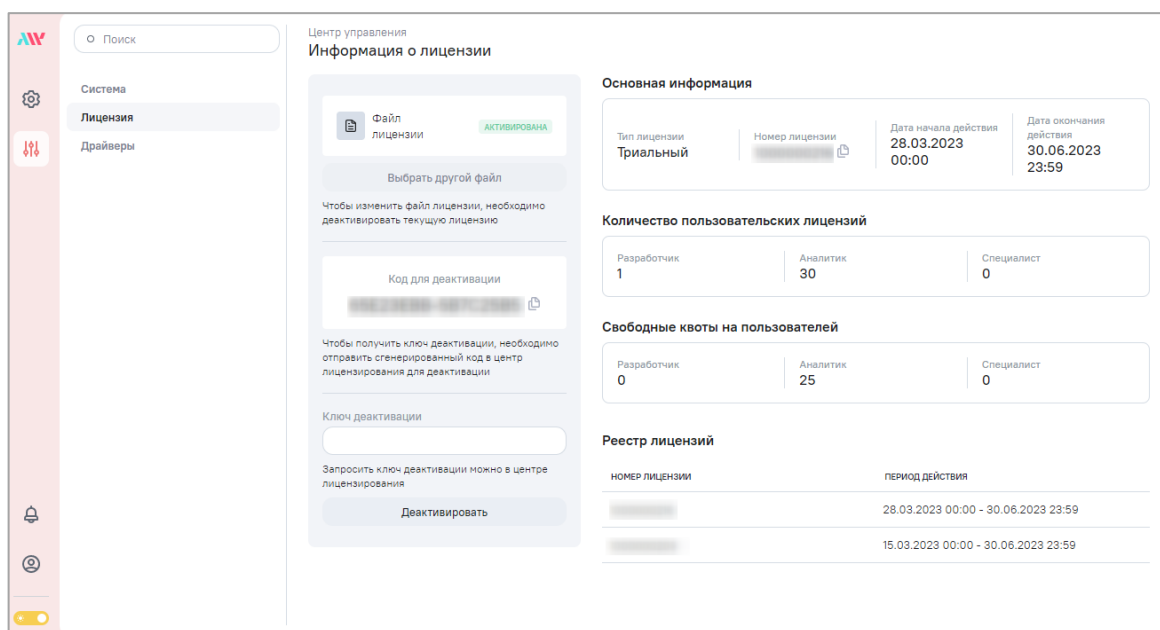 Поиск
Система
Лицензия
Драйверы
Центр управления
Информация о лицензии
Файл
лицензии
АКТИВИРОВАНА
Выбрать другой файл
Чтобы изменить файл лицензии, необходимо
деактивировать текущую лицензию
Код для деактивации
Чтобы получить ключ деактивации, необходимо
отправить сгенерированный код в центр
лицензирования для деактивации
Ключ деактивации
Запросить ключ деактивации можно в центре
лицензирования
Деактивировать
Основная информация
Тип лицензии
Триальный
Номер лицензии
Дата начала действия
28.03.2023
00:00
Дата окончания
действия
30.06.2023
23:59
Количество пользовательских лицензий
Разработчик
1
Аналитик
30
Специалист
0
Свободные квоты на пользователей
Разработчик
0
Аналитик
25
Специалист
0
Реестр лицензий
НОМЕР ЛИЦЕНЗИИ ПЕРИОД ДЕЙСТВИЯ
28.03.2023 00:00 - 30.06.2023 23:59
15.03.2023 00:00 - 30.06.2023 23:59